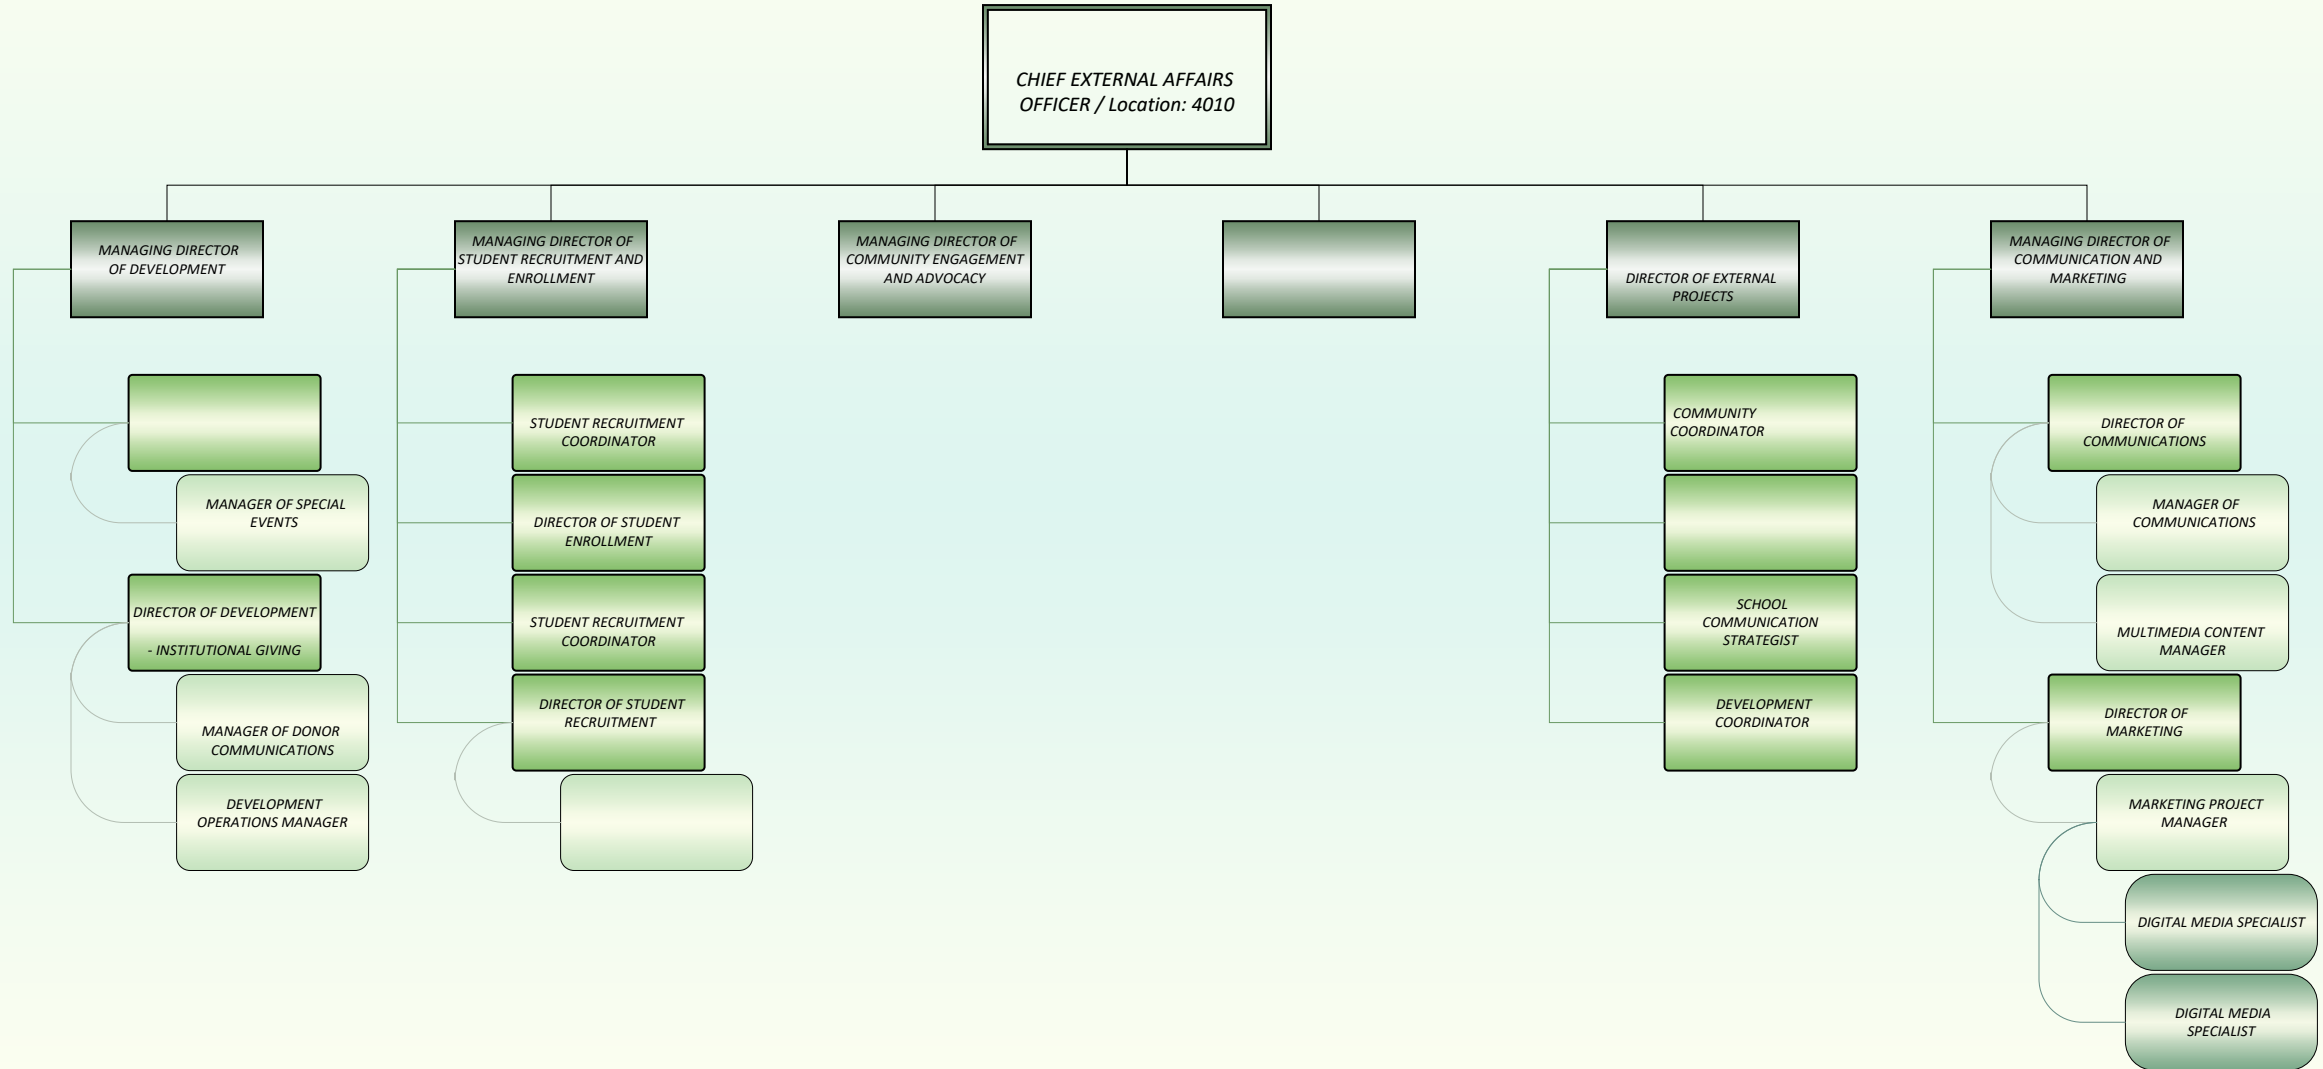 CHIEF EXTERNAL AFFAIRS
OFFICER / Location: 4010
MANAGING DIRECTOR
OF DEVELOPMENT
MANAGING DIRECTOR OF
STUDENT RECRUITMENT AND
ENROLLMENT
MANAGING DIRECTOR OF
COMMUNITY ENGAGEMENT
AND ADVOCACY
DIRECTOR OF EXTERNAL
PROJECTS
MANAGING DIRECTOR OF
COMMUNICATION AND
MARKETING
MANAGER OF SPECIAL
EVENTS
DIRECTOR OF DEVELOPMENT
- INSTITUTIONAL GIVING
MANAGER OF DONOR
COMMUNICATIONS
DEVELOPMENT
OPERATIONS MANAGER
STUDENT RECRUITMENT
COORDINATOR
DIRECTOR OF STUDENT
ENROLLMENT
STUDENT RECRUITMENT
COORDINATOR
DIRECTOR OF STUDENT
RECRUITMENT
COMMUNITY
COORDINATOR
SCHOOL
COMMUNICATION
STRATEGIST
DEVELOPMENT
COORDINATOR
DIRECTOR OF
COMMUNICATIONS
MANAGER OF
COMMUNICATIONS
MULTIMEDIA CONTENT
MANAGER
DIRECTOR OF
MARKETING
MARKETING PROJECT
MANAGER
DIGITAL MEDIA SPECIALIST
DIGITAL MEDIA
SPECIALIST